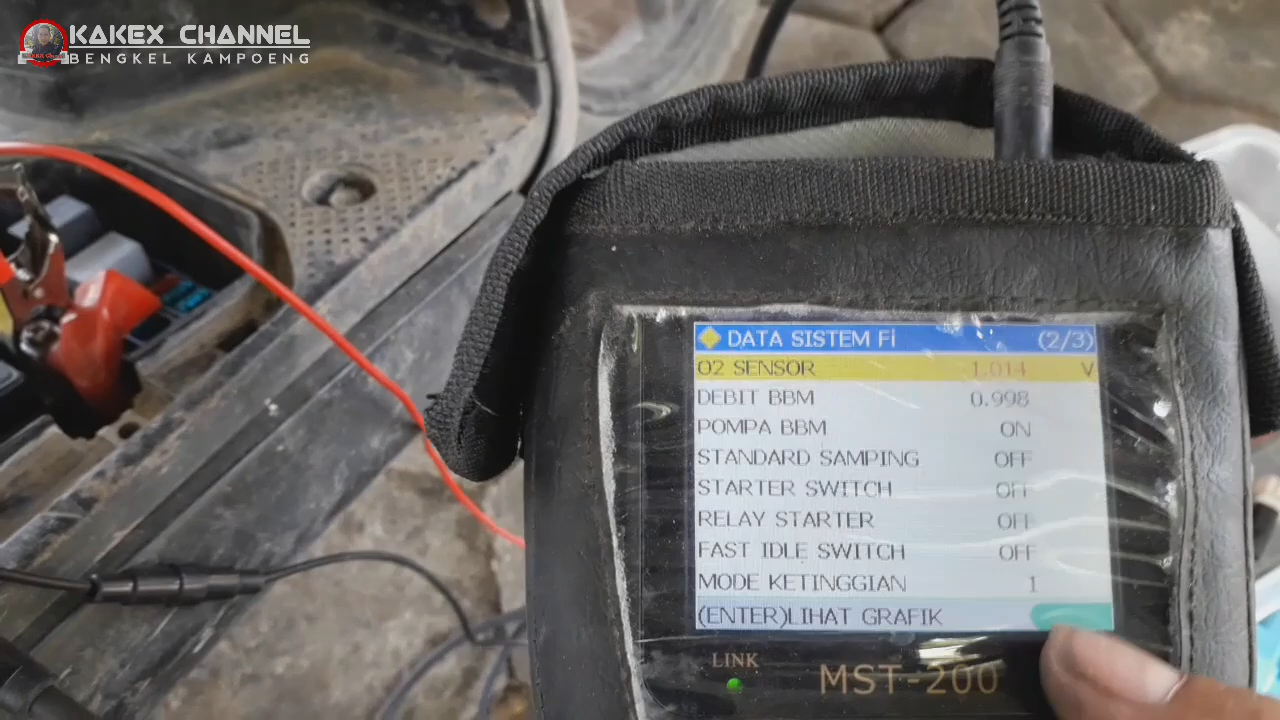 KAKEX CHANNEL
BENGKEL KAMPOENG
DATA SISTEM Fi (2/3)
O2 SENSOR 1.014 V
DEBIT BBM 0.998
POMPA BBM ON
STANDARD SAMPING OFF
STARTER SWITCH OFF
RELAY STARTER OFF
FAST IDLE SWITCH OFF
MODE KETINGGIAN 1
(ENTER)LIHAT GRAFIK
LINK
MST-200